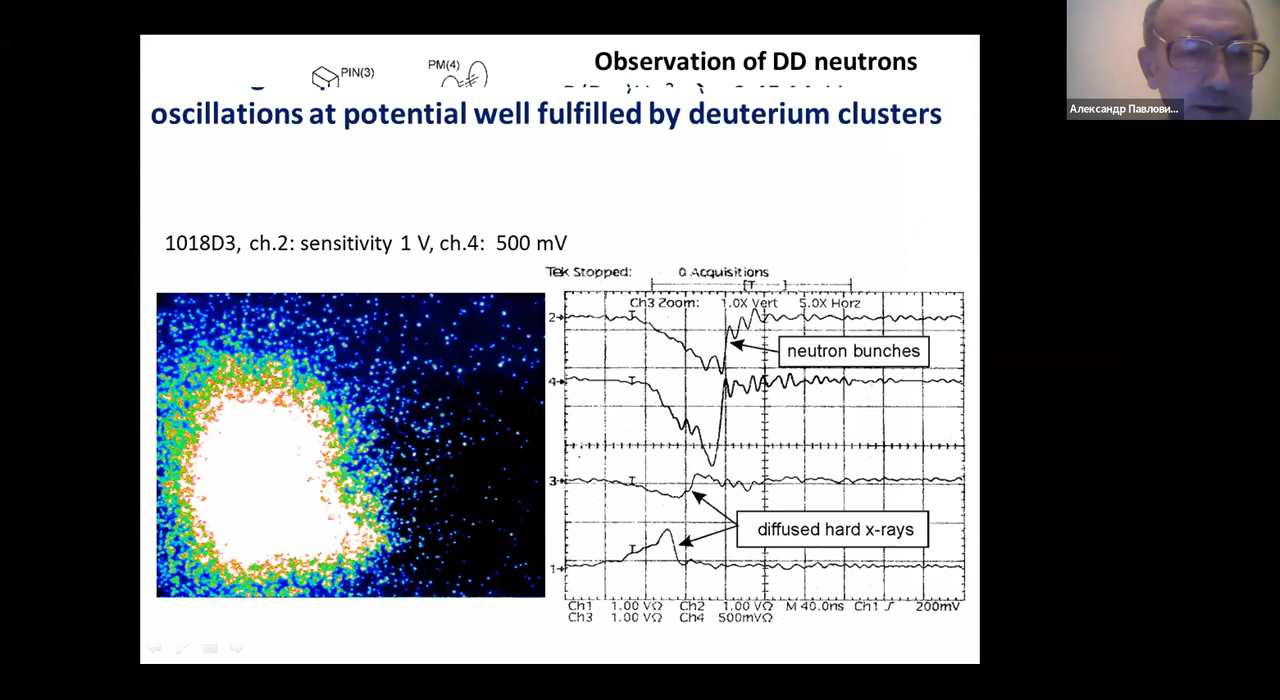 Observation of DD neutrons
PIN(3)
PM(4)
oscillations at potential well fulfilled by deuterium clusters
Александр Павлови...
1018D3, ch.2: sensitivity 1 V, ch.4: 500 mV
Tek Stopped: 0 Acquisitions
[T ]
Ch3 Zoom: 1.0X Vert 5.0X Horz
2
neutron bunches
4
3
diffused hard x-rays
1
Ch1 1.00 VΩ Ch2 1.00 VΩ M 40.0ns Ch1 200mV
Ch3 1.00 VΩ Ch4 500mVΩ